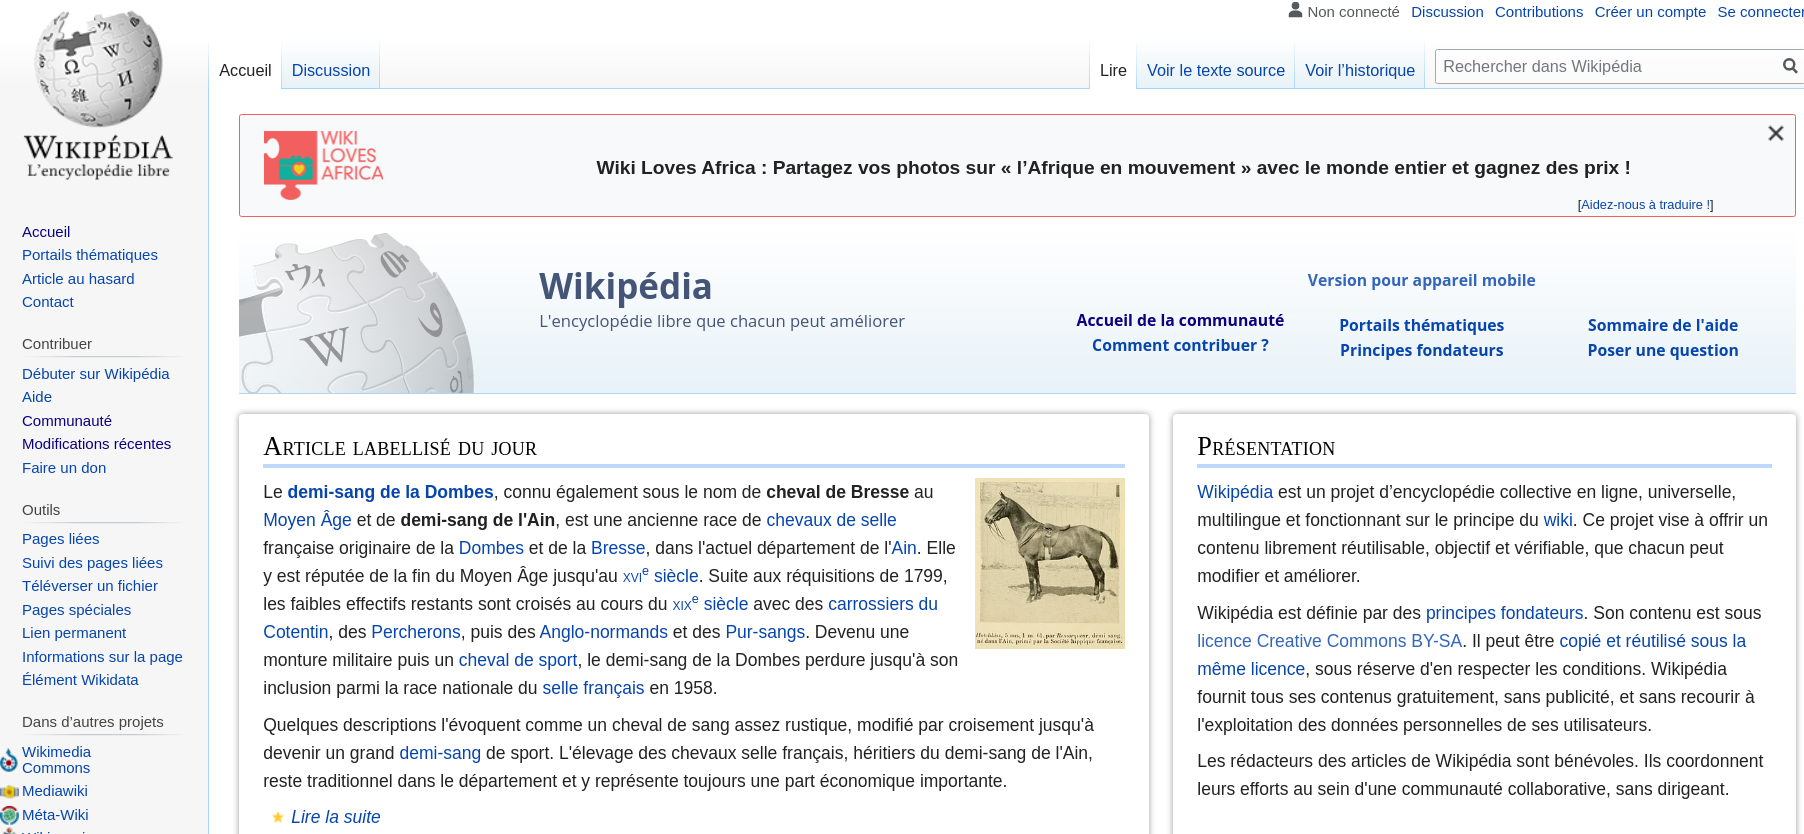 Non connecté Discussion Contributions Créer un compte Se connecter
WIKIPÉDIA
L'encyclopédie libre
Accueil Discussion Lire Voir le texte source Voir l’historique Rechercher dans Wikipédia
WIKI
LOVES
AFRICA
Wiki Loves Africa : Partagez vos photos sur « l’Afrique en mouvement » avec le monde entier et gagnez des prix !
[Aidez-nous à traduire !]
Accueil
Portails thématiques
Article au hasard
Contact
Contribuer
Débuter sur Wikipédia
Aide
Communauté
Modifications récentes
Faire un don
Outils
Pages liées
Suivi des pages liées
Téléverser un fichier
Pages spéciales
Lien permanent
Informations sur la page
Élément Wikidata
Dans d’autres projets
Wikimedia
Commons
Mediawiki
Méta-Wiki
Wikipédia
L'encyclopédie libre que chacun peut améliorer
Version pour appareil mobile
Accueil de la communauté
Comment contribuer ?
Portails thématiques
Principes fondateurs
Sommaire de l'aide
Poser une question
Article labellisé du jour
Le demi-sang de la Dombes, connu également sous le nom de cheval de Bresse au
Moyen Âge et de demi-sang de l'Ain, est une ancienne race de chevaux de selle
française originaire de la Dombes et de la Bresse, dans l'actuel département de l'Ain. Elle
y est réputée de la fin du Moyen Âge jusqu'au XVIe siècle. Suite aux réquisitions de 1799,
les faibles effectifs restants sont croisés au cours du XIXe siècle avec des carrossiers du
Cotentin, des Percherons, puis des Anglo-normands et des Pur-sangs. Devenu une
monture militaire puis un cheval de sport, le demi-sang de la Dombes perdure jusqu'à son
inclusion parmi la race nationale du selle français en 1958.
Quelques descriptions l'évoquent comme un cheval de sang assez rustique, modifié par croisement jusqu'à
devenir un grand demi-sang de sport. L'élevage des chevaux selle français, héritiers du demi-sang de l'Ain,
reste traditionnel dans le département et y représente toujours une part économique importante.
Lire la suite
Présentation
Wikipédia est un projet d’encyclopédie collective en ligne, universelle,
multilingue et fonctionnant sur le principe du wiki. Ce projet vise à offrir un
contenu librement réutilisable, objectif et vérifiable, que chacun peut
modifier et améliorer.
Wikipédia est définie par des principes fondateurs. Son contenu est sous
licence Creative Commons BY-SA. Il peut être copié et réutilisé sous la
même licence, sous réserve d'en respecter les conditions. Wikipédia
fournit tous ses contenus gratuitement, sans publicité, et sans recourir à
l'exploitation des données personnelles de ses utilisateurs.
Les rédacteurs des articles de Wikipédia sont bénévoles. Ils coordonnent
leurs efforts au sein d'une communauté collaborative, sans dirigeant.